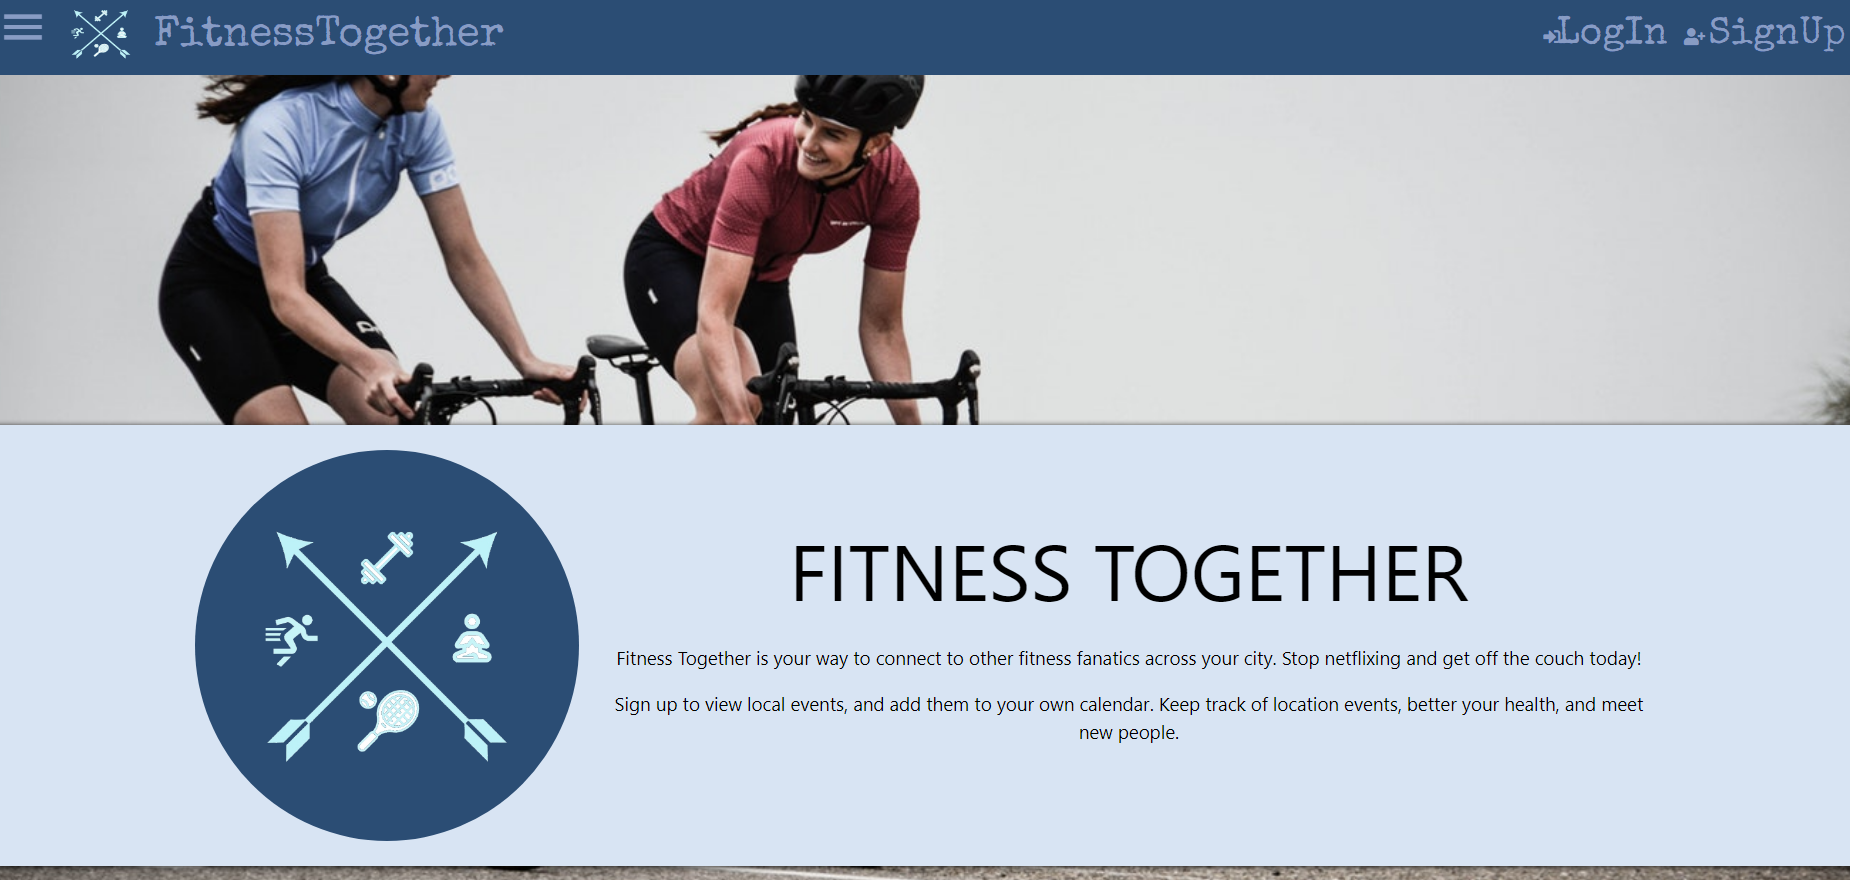 FitnessTogether
LogIn SignUp
FITNESS TOGETHER
Fitness Together is your way to connect to other fitness fanatics across your city. Stop netflixing and get off the couch today!
Sign up to view local events, and add them to your own calendar. Keep track of location events, better your health, and meet
new people.